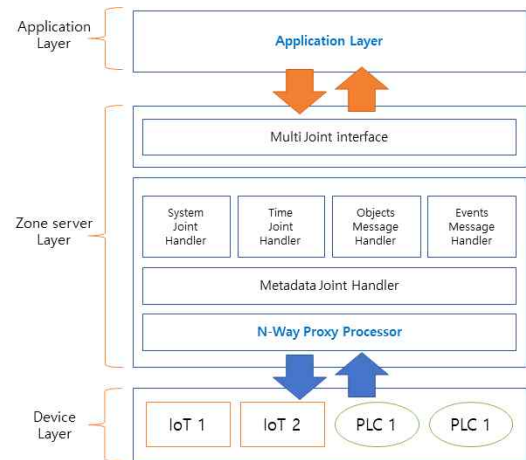 Application
Layer
Application Layer
Multi Joint interface
Zone server
Layer
System
Joint
Handler
Time
Joint
Handler
Objects
Message
Handler
Events
Message
Handler
Metadata Joint Handler
N-Way Proxy Processor
Device
Layer
IoT 1
IoT 2
PLC 1
PLC 1